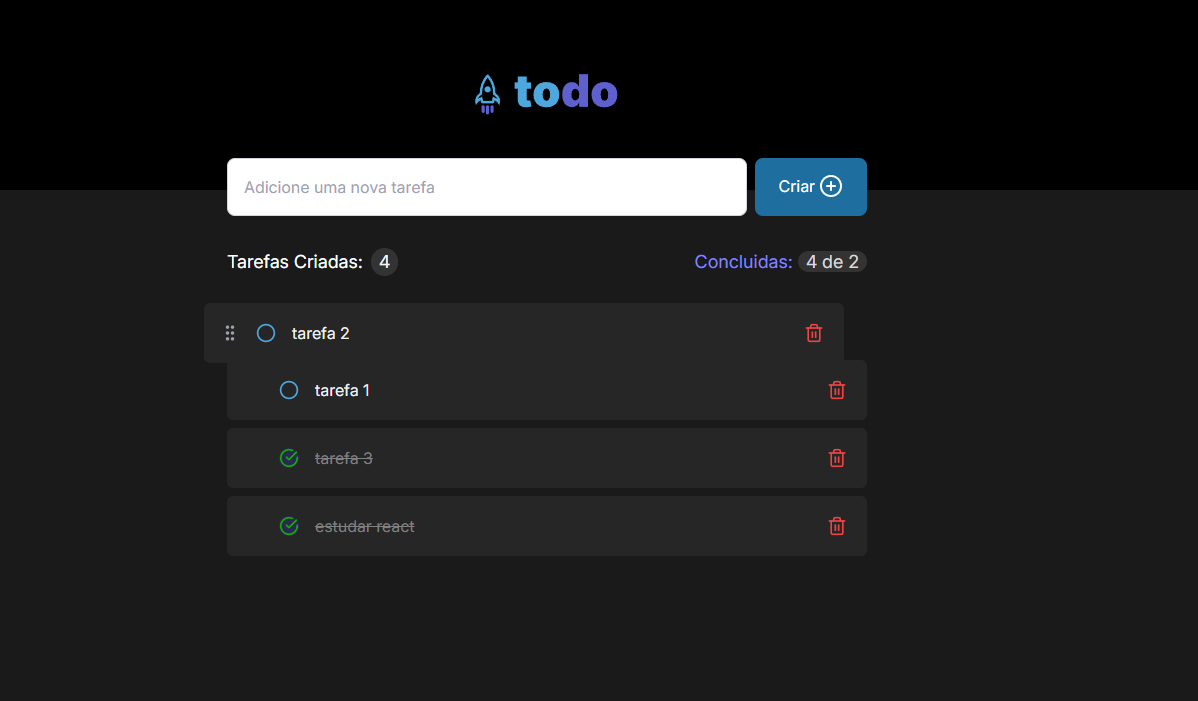 todo
Adicione uma nova tarefa
Criar
Tarefas Criadas: 4
Concluidas: 4 de 2
tarefa 2
tarefa 1
tarefa 3
estudar react